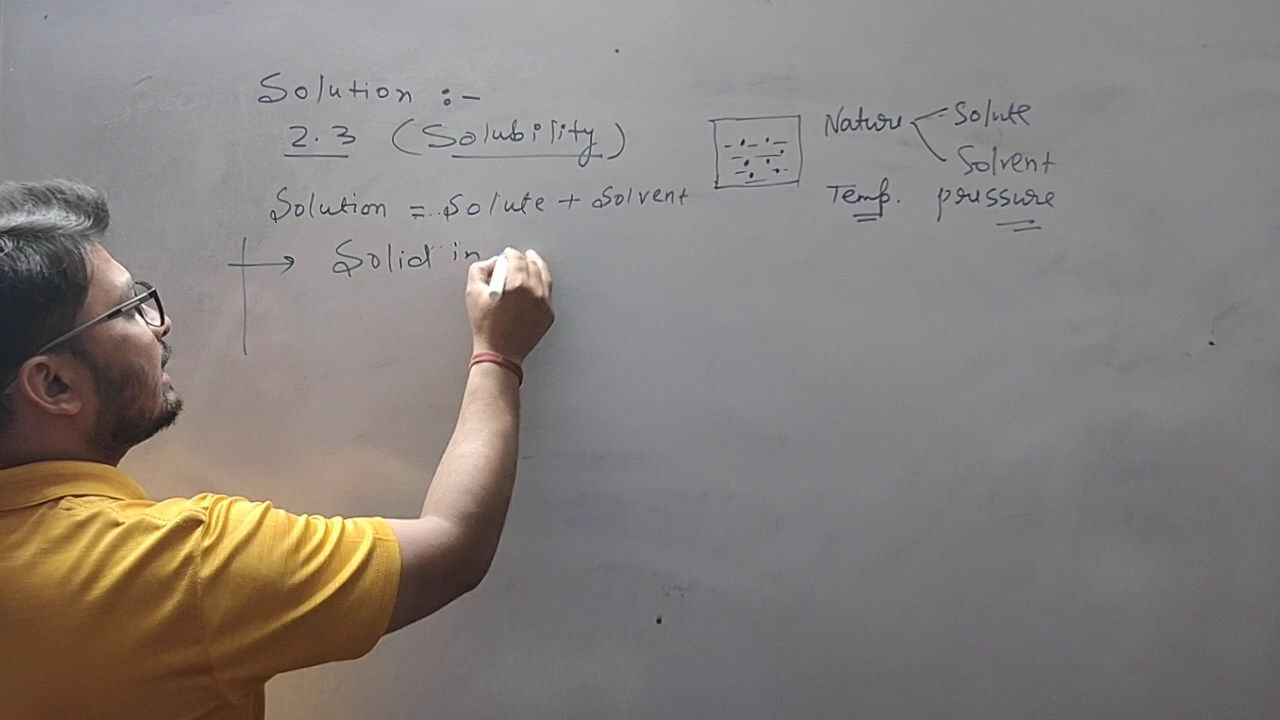 Solution :-
2.3 (Solubility)
Solution = Solute + Solvent
Solid in
Nature Solute
Solvent
Temp. pressure